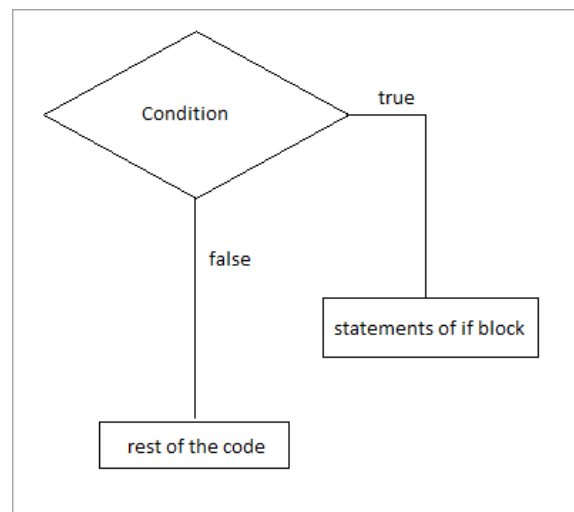 true
Condition
false
statements of if block
rest of the code